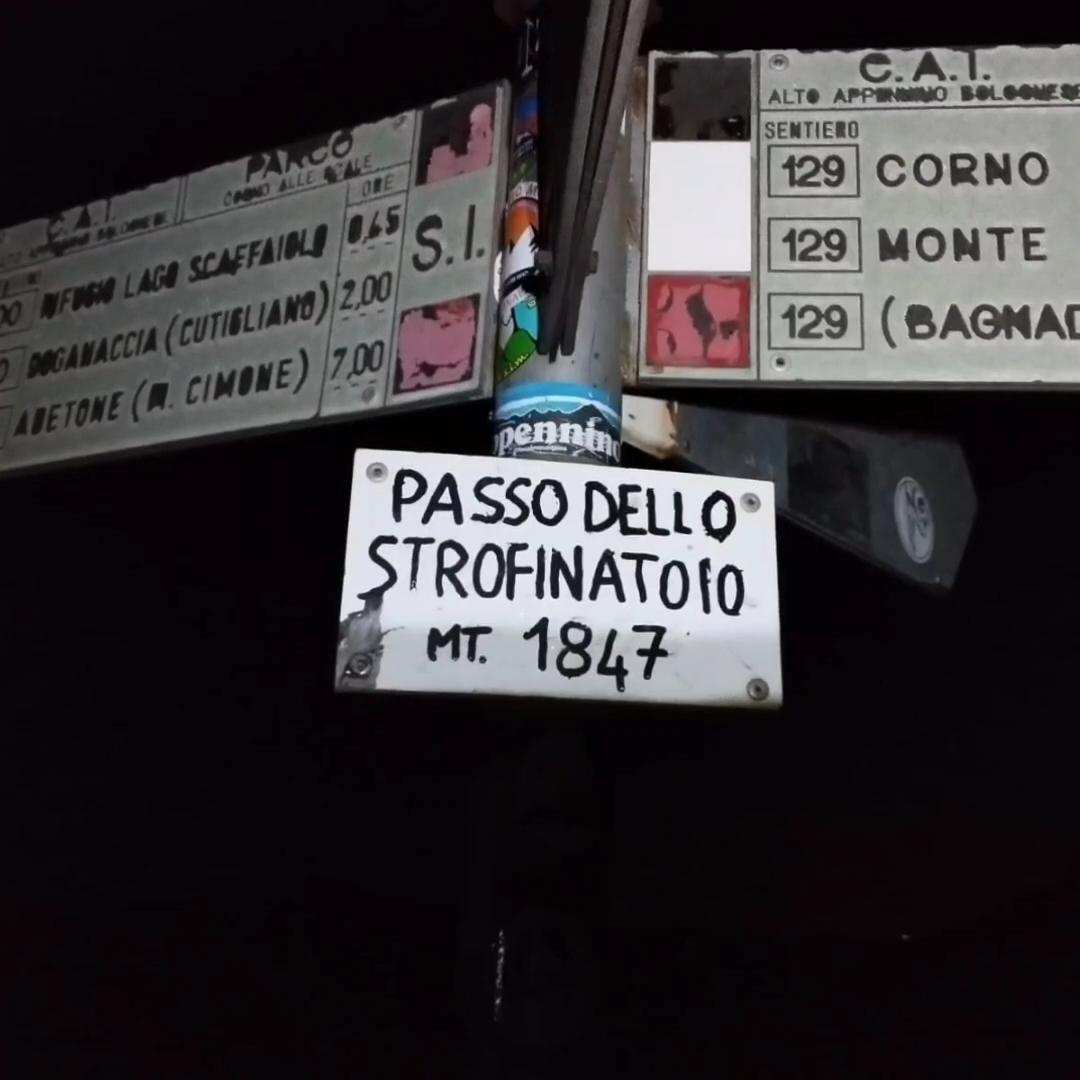 C.A.I.
PARCO
CORNO ALLE SCALE
ORE
RIFUGIO LAGO SCAFFAIOLO 0,45
DOGANACCIA (CUTIGLIANO) 2,00
ABETONE (M. CIMONE) 7,00
S.I.
C.A.I.
ALTO APPENNINO BOLOGNESE
SENTIERO
129 CORNO
129 MONTE
129 (BAGNAD
ppennino
PASSO DELLO
STROFINATOIO
MT. 1847